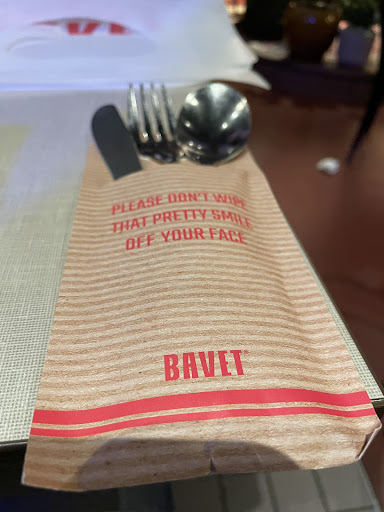 PLEASE DON'T WIPE
THAT PRETTY SMILE
OFF YOUR FACE
BAVET